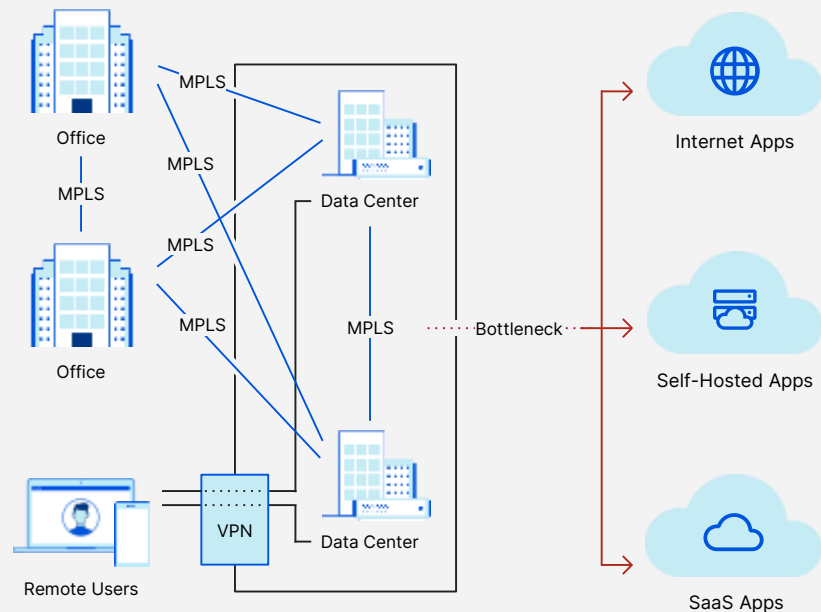 MPLS
Office
MPLS
MPLS
Data Center
MPLS
Office
MPLS
MPLS
VPN
Data Center
Remote Users
Bottleneck
Internet Apps
Self-Hosted Apps
SaaS Apps